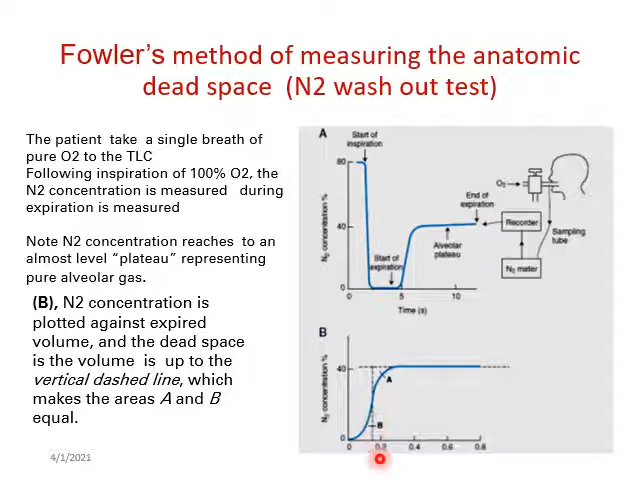 Fowler's method of measuring the anatomic
dead space (N2 wash out test)
The patient take a single breath of
pure O2 to the TLC
Following inspiration of 100% O2, the
N2 concentration is measured during
expiration is measured
Note N2 concentration reaches to an
almost level "plateau" representing
pure alveolar gas.
(B), N2 concentration is
plotted against expired
volume, and the dead space
is the volume is up to the
vertical dashed line, which
makes the areas A and B
equal.
4/1/2021
A
Start of
inspiration
80
40
0
N₂ concentration %
Start of
expiration
End of
expiration
Alveolar
plateau
0
5
10
Time (s)
O₂
Recorder
Sampling
tube
N₂ meter
B
40
0
N₂ concentration %
A
B
0
0.2
0.4
0.6
0.8